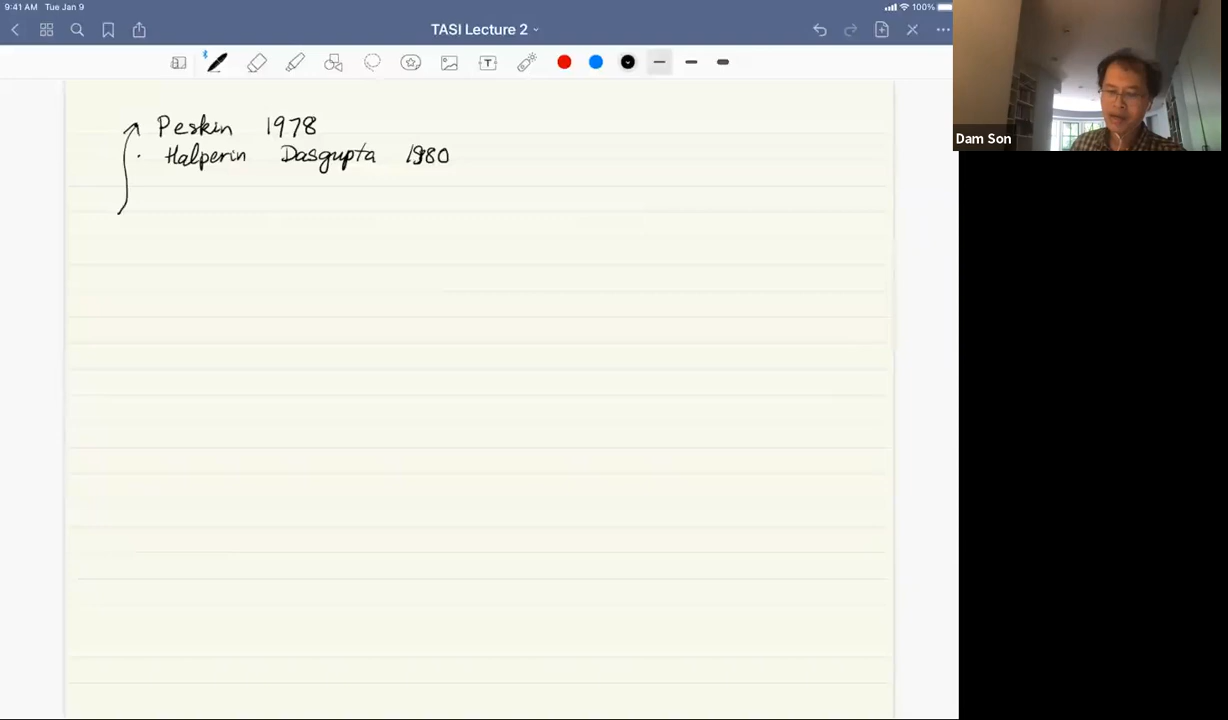 9:41 AM Tue Jan 9
100%
TASI Lecture 2
T
Peskin 1978
Halperin Dasgupta 1980
Dam Son